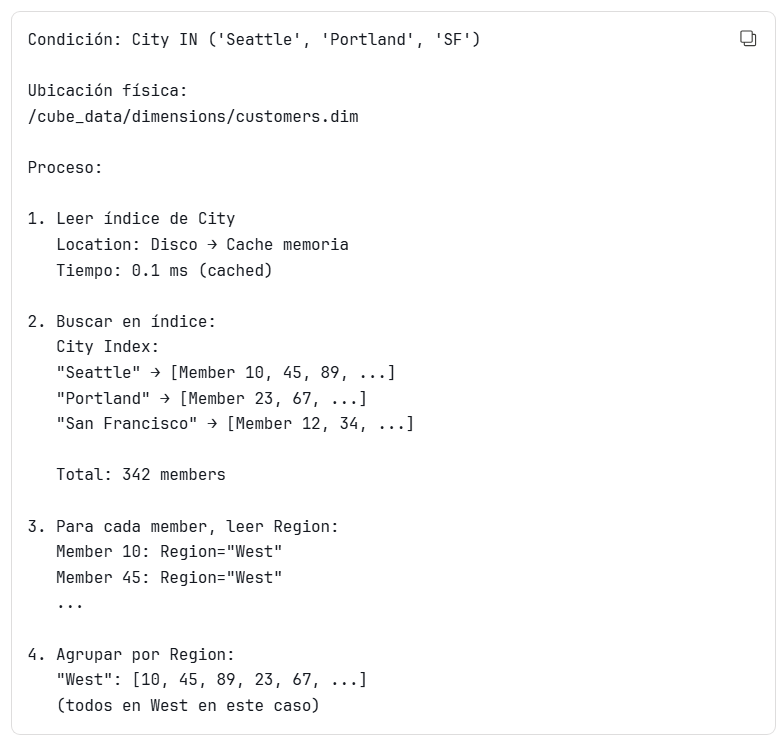 Condición: City IN ('Seattle', 'Portland', 'SF')
Ubicación física:
/cube_data/dimensions/customers.dim
Proceso:
1. Leer índice de City
Location: Disco → Cache memoria
Tiempo: 0.1 ms (cached)
2. Buscar en índice:
City Index:
"Seattle" → [Member 10, 45, 89, ...]
"Portland" → [Member 23, 67, ...]
"San Francisco" → [Member 12, 34, ...]
Total: 342 members
3. Para cada member, leer Region:
Member 10: Region="West"
Member 45: Region="West"
...
4. Agrupar por Region:
"West": [10, 45, 89, 23, 67, ...]
(todos en West en este caso)